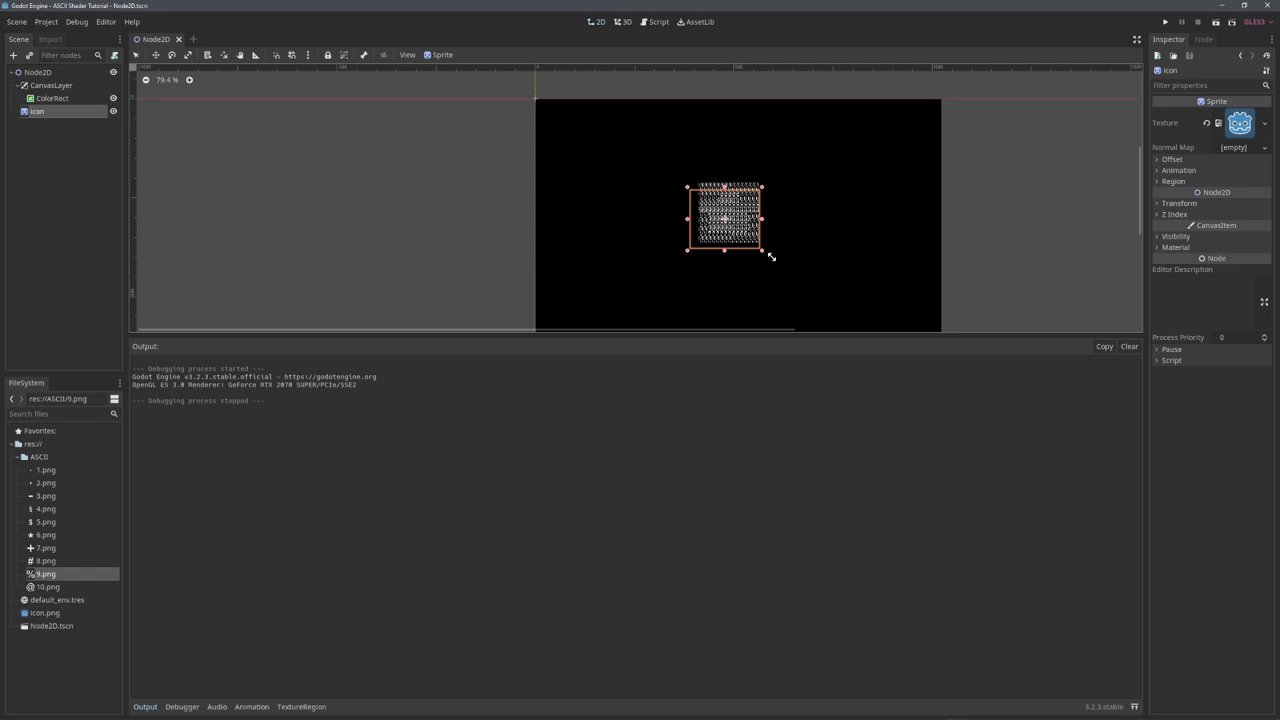 Godot Engine - ASCII Shader Tutorial - Node2D.tscn
Scene Project Debug Editor Help
2D 3D Script AssetLib
GLES3
Scene Import
Filter nodes
Node2D
CanvasLayer
ColorRect
icon
Node2D
View Sprite
79.4 %
Output:
Copy Clear
--- Debugging process started ---
Godot Engine v3.2.3.stable.official - https://godotengine.org
OpenGL ES 3.0 Renderer: GeForce RTX 2070 SUPER/PCIe/SSE2
--- Debugging process stopped ---
Output Debugger Audio Animation TextureRegion
3.2.3.stable
FileSystem
res://ASCII/9.png
Search files
Favorites:
res://
ASCII
1.png
2.png
3.png
4.png
5.png
6.png
7.png
8.png
9.png
10.png
default_env.tres
icon.png
Node2D.tscn
Inspector Node
icon
Filter properties
Sprite
Texture
Normal Map [empty]
Offset
Animation
Region
Node2D
Transform
Z Index
CanvasItem
Visibility
Material
Node
Editor Description
Process Priority 0
Pause
Script